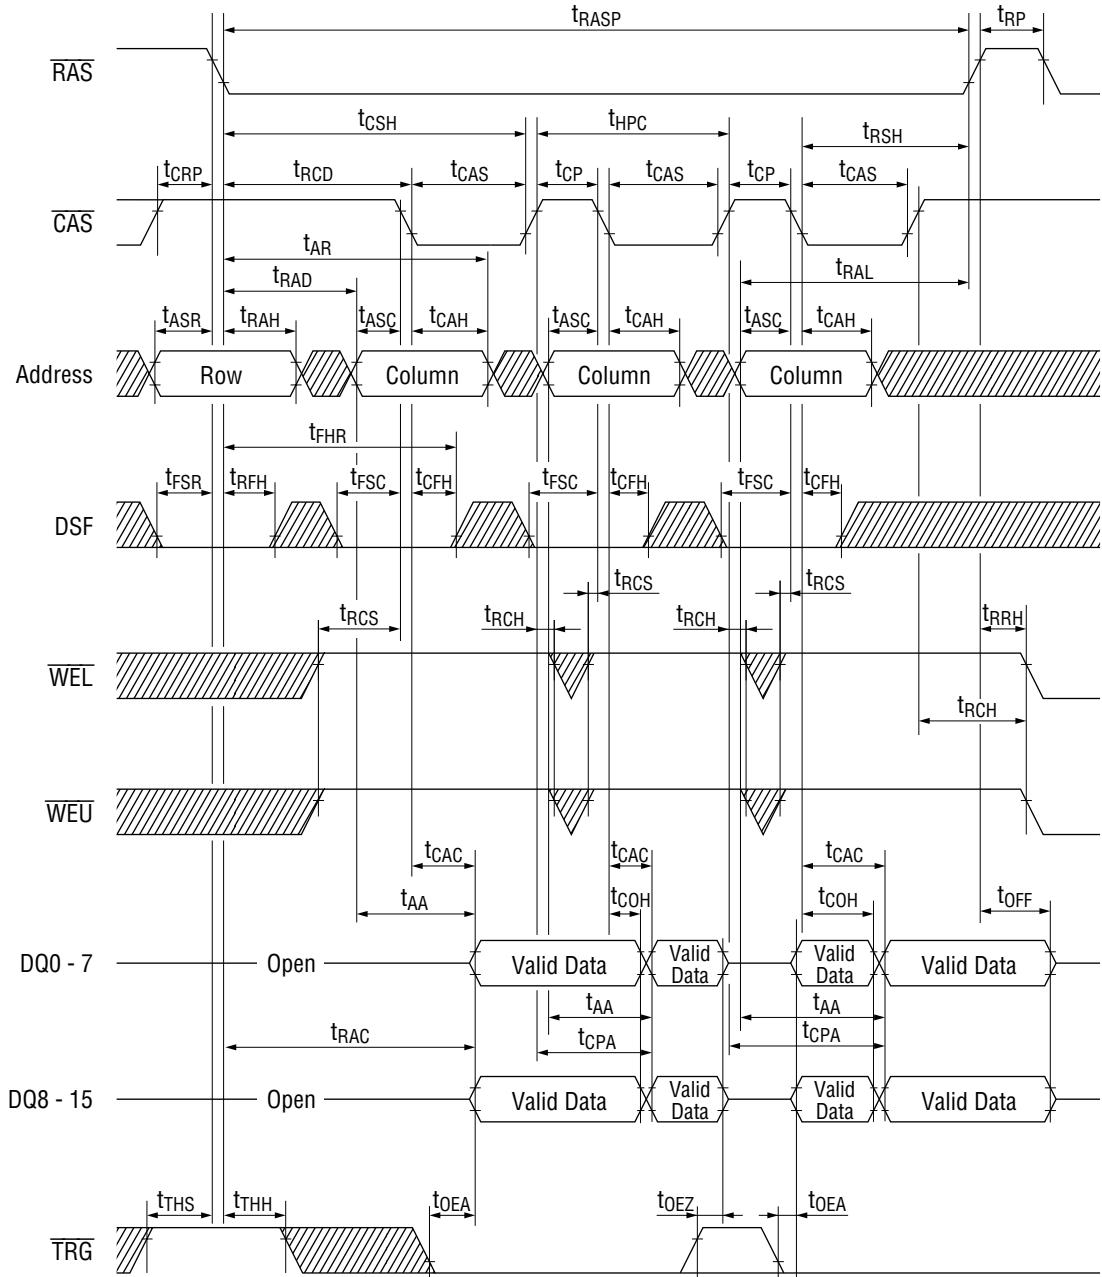 tRASP tRP
RAS
tCSH tHPC tRSH
tCRP tRCD tCAS tCP tCAS tCP tCAS
CAS
tAR
tRAD tRAL
tASR tRAH tASC tCAH tASC tCAH tASC tCAH
Address Row Column Column Column
tFHR
tFSR tRFH tFSC tCFH tFSC tCFH tFSC tCFH
DSF
tRCS tRCS
tRCS tRCH tRCH tRRH
WEL
tRCH
WEU
tCAC tCAC tCAC
tAA tCOH tCOH tOFF
DQ0 - 7 Open Valid Data Valid Data Valid Data Valid Data
tAA tAA
tRAC tCPA tCPA
DQ8 - 15 Open Valid Data Valid Data Valid Data Valid Data
tTHS tTHH tOEA tOEZ tOEA
TRG